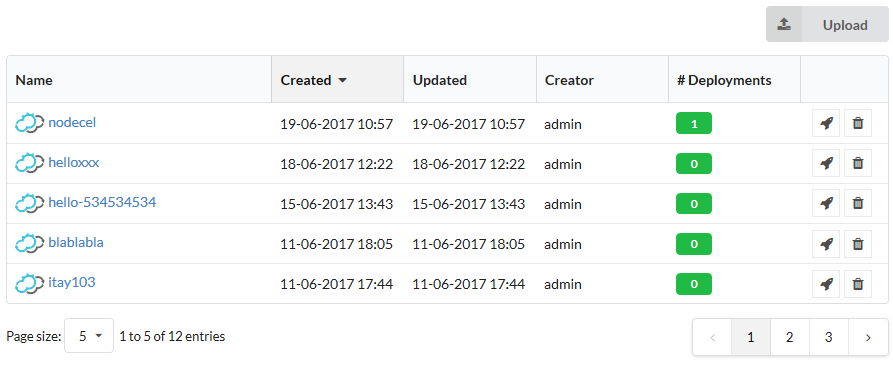 Upload
Name Created Updated Creator # Deployments
nodecel 19-06-2017 10:57 19-06-2017 10:57 admin 1
helloxxx 18-06-2017 12:22 18-06-2017 12:22 admin 0
hello-534534534 15-06-2017 13:43 15-06-2017 13:43 admin 0
blablabla 11-06-2017 18:05 11-06-2017 18:05 admin 0
itay103 11-06-2017 17:44 11-06-2017 17:44 admin 0
Page size: 5 1 to 5 of 12 entries ‹ 1 2 3 ›